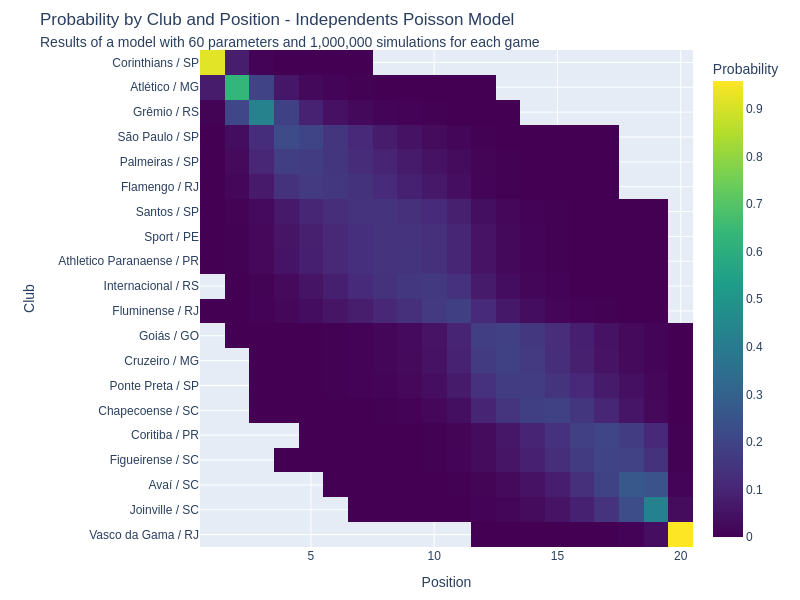 Probability by Club and Position - Independents Poisson Model
Results of a model with 60 parameters and 1,000,000 simulations for each game
Probability
Club
Corinthians / SP
Atlético / MG
Grêmio / RS
São Paulo / SP
Palmeiras / SP
Flamengo / RJ
Santos / SP
Sport / PE
Athletico Paranaense / PR
Internacional / RS
Fluminense / RJ
Goiás / GO
Cruzeiro / MG
Ponte Preta / SP
Chapecoense / SC
Coritiba / PR
Figueirense / SC
Avaí / SC
Joinville / SC
Vasco da Gama / RJ
0.9
0.8
0.7
0.6
0.5
0.4
0.3
0.2
0.1
0
5 10 15 20
Position